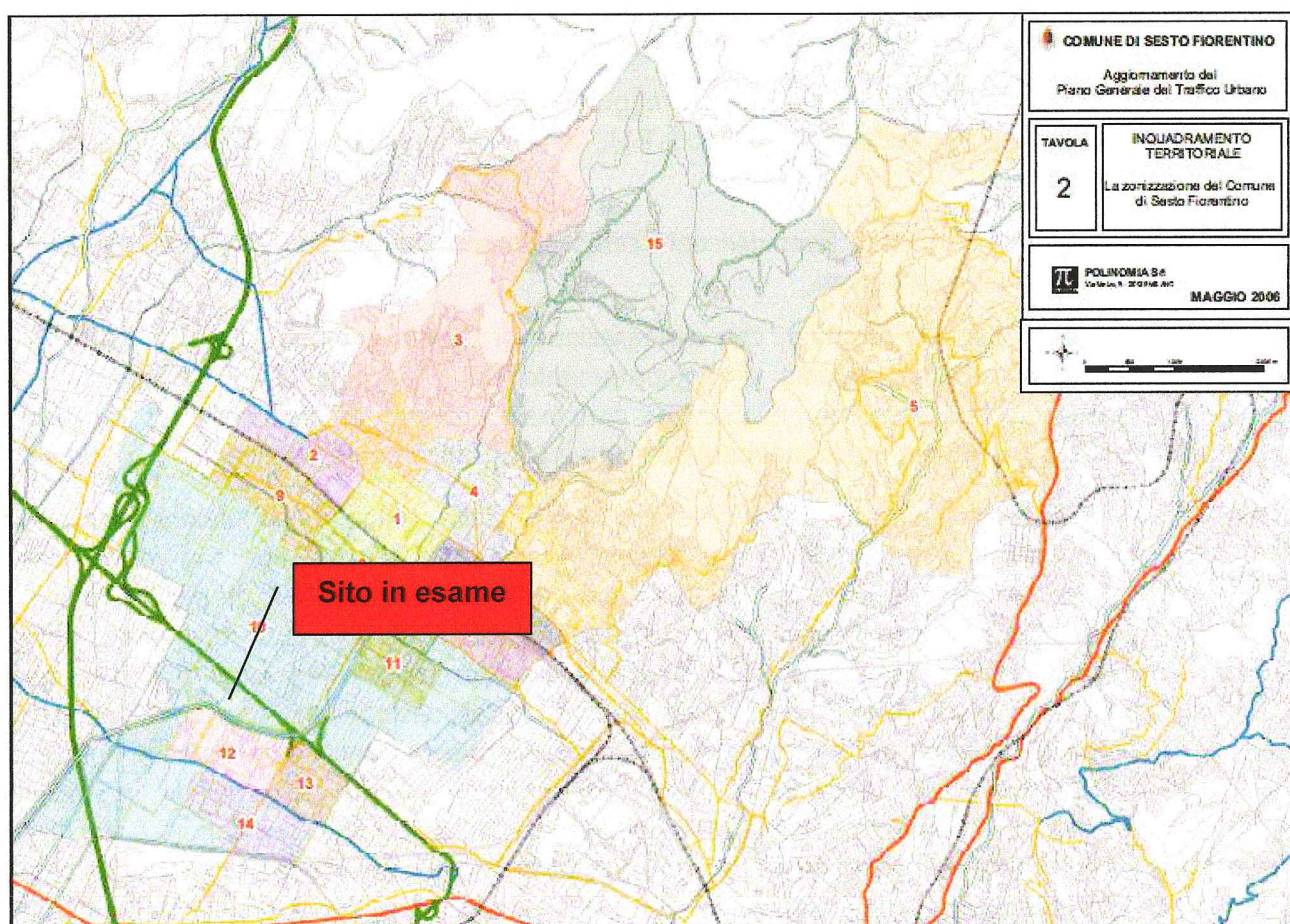 COMUNE DI SESTO FIORENTINO
Aggiornamento del
Piano Generale del Traffico Urbano
TAVOLA
2
INQUADRAMENTO
TERRITORIALE
La zonizzazione del Comune
di Sesto Fiorentino
π
POLINOMIA
MAGGIO 2006
15
3
5
2
4
9
1
Sito in esame
10
11
12
13
14